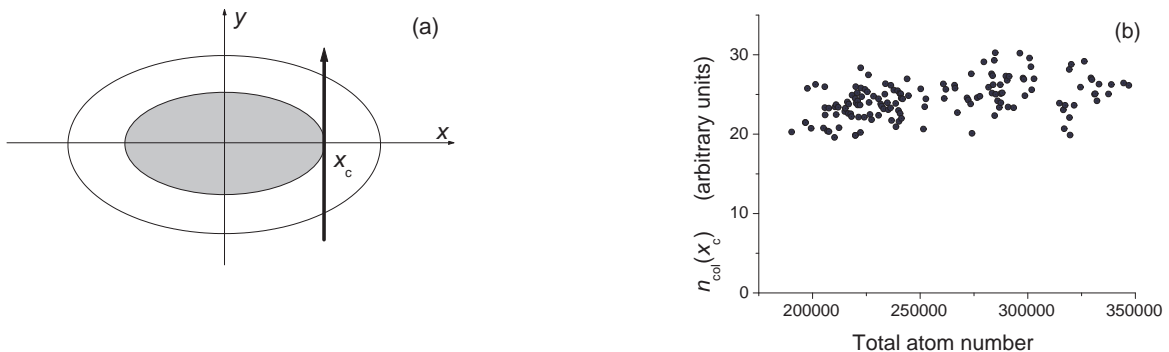 (a)
y
x
x_c
(b)
n_col(x_c) (arbitrary units)
30
20
10
0
200000 250000 300000 350000
Total atom number